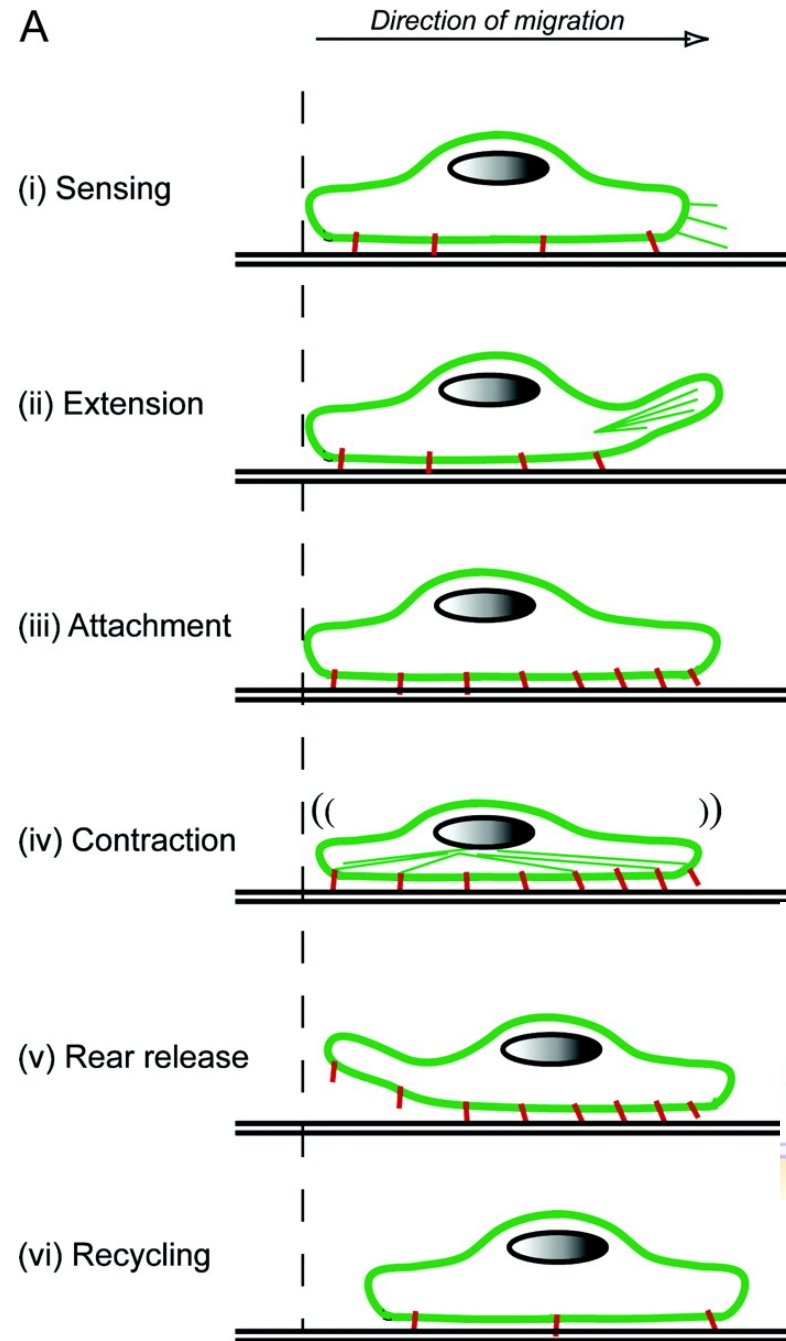 A
Direction of migration
(i) Sensing
(ii) Extension
(iii) Attachment
(iv) Contraction
(v) Rear release
(vi) Recycling